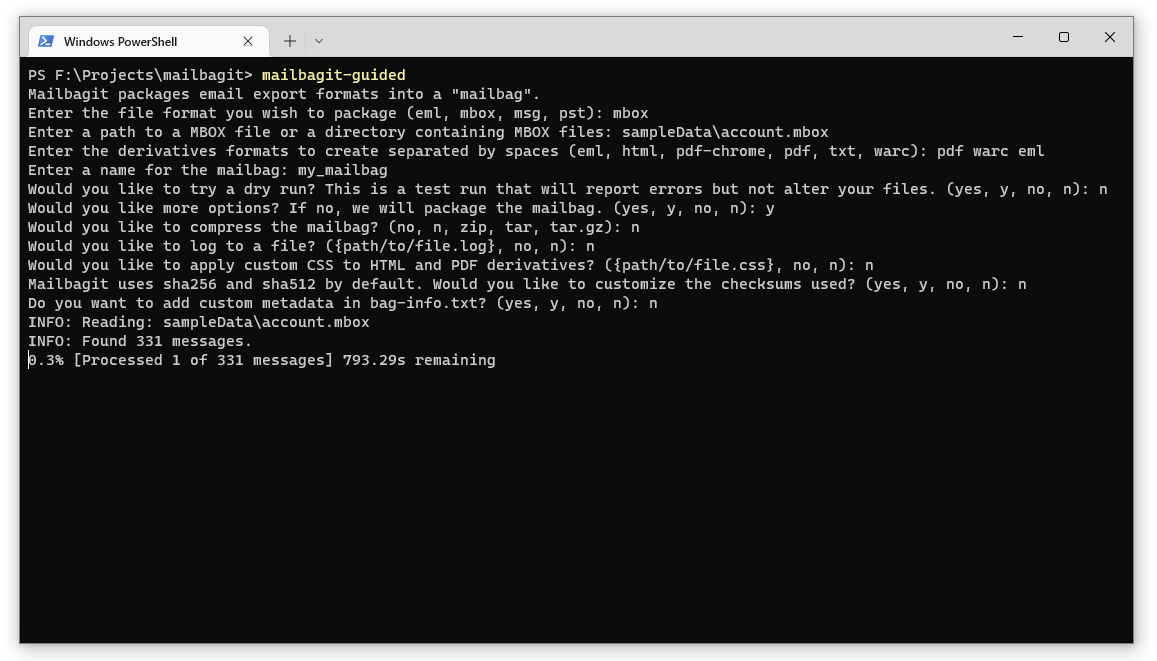 Windows PowerShell
PS F:\Projects\mailbagit> mailbagit-guided
Mailbagit packages email export formats into a "mailbag".
Enter the file format you wish to package (eml, mbox, msg, pst): mbox
Enter a path to a MBOX file or a directory containing MBOX files: sampleData\account.mbox
Enter the derivatives formats to create separated by spaces (eml, html, pdf-chrome, pdf, txt, warc): pdf warc eml
Enter a name for the mailbag: my_mailbag
Would you like to try a dry run? This is a test run that will report errors but not alter your files. (yes, y, no, n): n
Would you like more options? If no, we will package the mailbag. (yes, y, no, n): y
Would you like to compress the mailbag? (no, n, zip, tar, tar.gz): n
Would you like to log to a file? ({path/to/file.log}, no, n): n
Would you like to apply custom CSS to HTML and PDF derivatives? ({path/to/file.css}, no, n): n
Mailbagit uses sha256 and sha512 by default. Would you like to customize the checksums used? (yes, y, no, n): n
Do you want to add custom metadata in bag-info.txt? (yes, y, no, n): n
INFO: Reading: sampleData\account.mbox
INFO: Found 331 messages.
0.3% [Processed 1 of 331 messages] 793.29s remaining